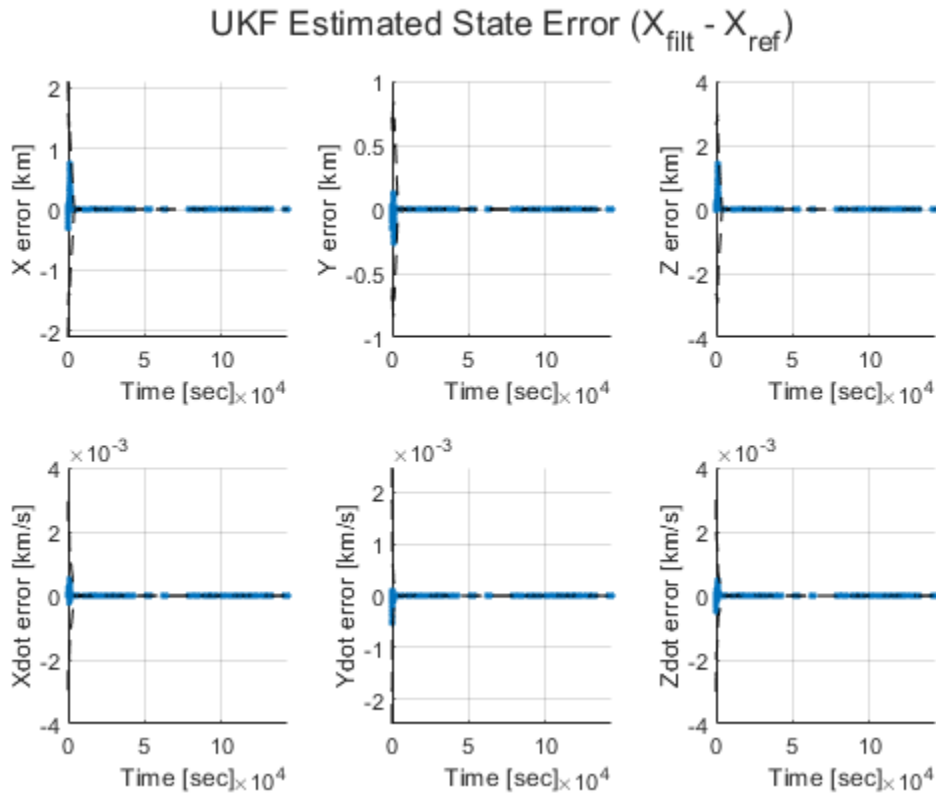 UKF Estimated State Error (X_filt - X_ref)
2
1
0
-1
-2
X error [km]
0 5 10
Time [sec] ×10^4
1
0.5
0
-0.5
-1
Y error [km]
0 5 10
Time [sec] ×10^4
4
2
0
-2
-4
Z error [km]
0 5 10
Time [sec] ×10^4
×10^-3
4
2
0
-2
-4
Xdot error [km/s]
0 5 10
Time [sec] ×10^4
×10^-3
2
1
0
-1
-2
Ydot error [km/s]
0 5 10
Time [sec] ×10^4
×10^-3
4
2
0
-2
-4
Zdot error [km/s]
0 5 10
Time [sec] ×10^4